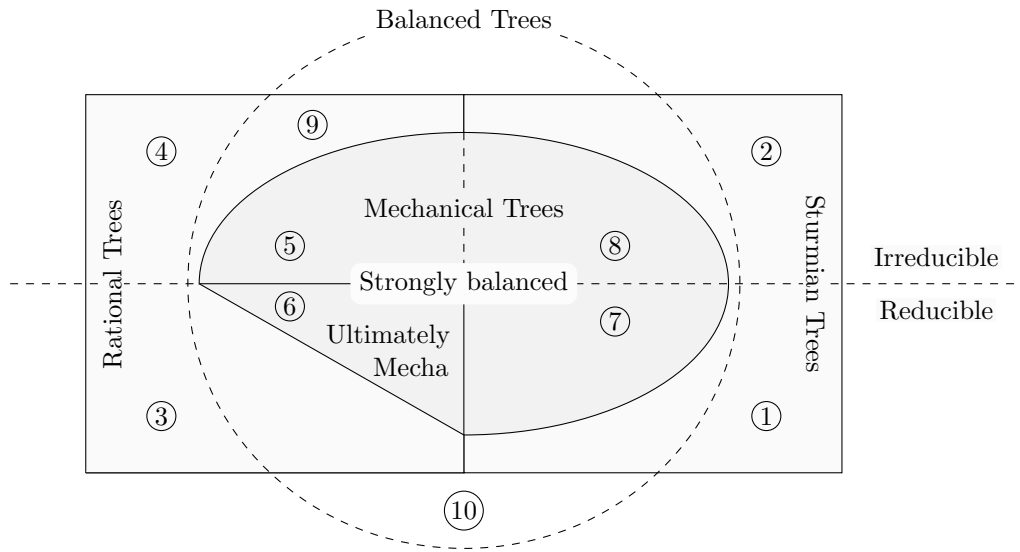 Balanced Trees
9
4
2
Rational Trees
Mechanical Trees
Sturmian Trees
5
8
Irreducible
Strongly balanced
6
7
Reducible
Ultimately
Mecha
3
1
10